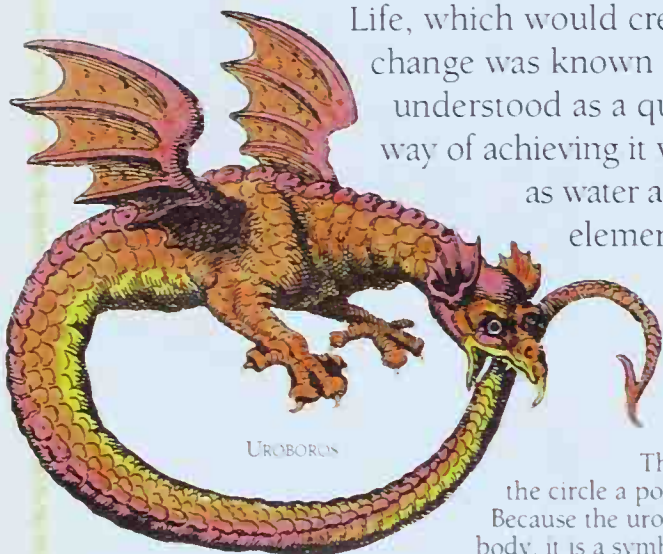 Life, which would cre
change was known
understood as a qu
way of achieving it w
as water a
elemen
UROBOROS
Th
the circle a po
Because the uro
body, it is a symb